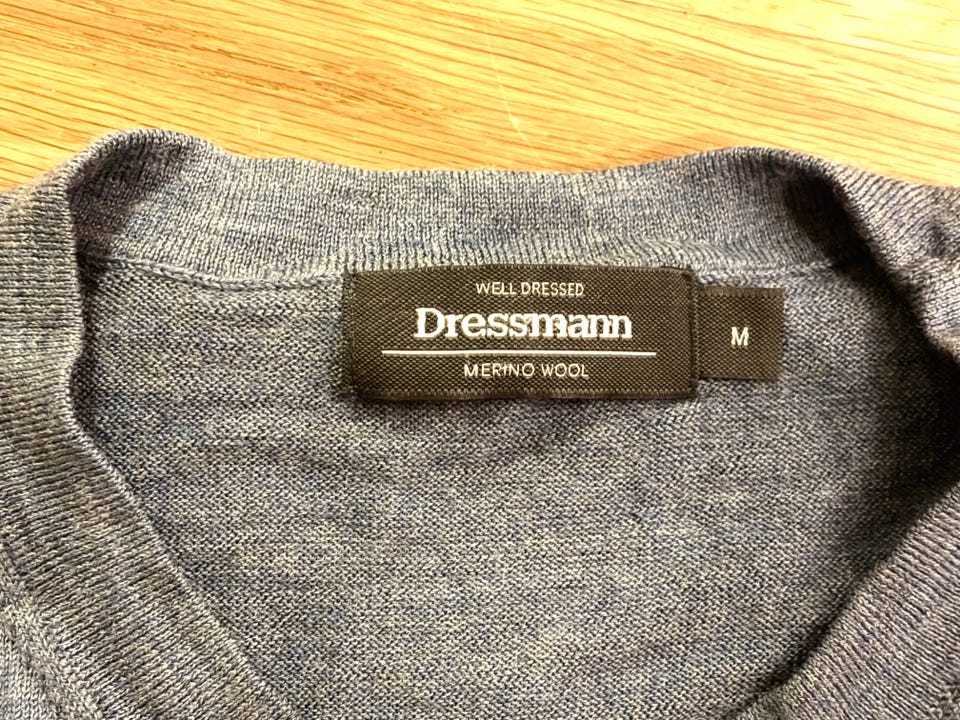 WELL DRESSED
Dressmann
MERINO WOOL
M